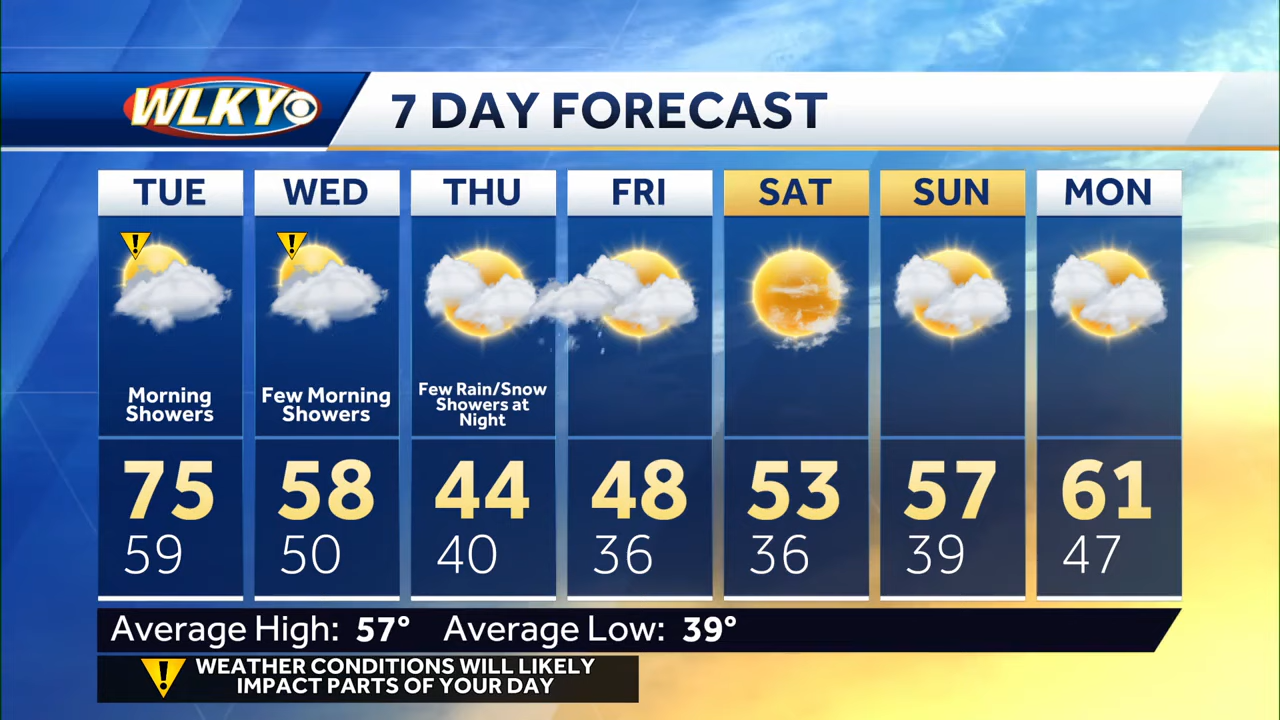 WLKY
7 DAY FORECAST
TUE
WED
THU
FRI
SAT
SUN
MON
!
!
Morning
Showers
Few Morning
Showers
Few Rain/Snow
Showers at
Night
75
58
44
48
53
57
61
59
50
40
36
36
39
47
Average High: 57° Average Low: 39°
!
WEATHER CONDITIONS WILL LIKELY
IMPACT PARTS OF YOUR DAY